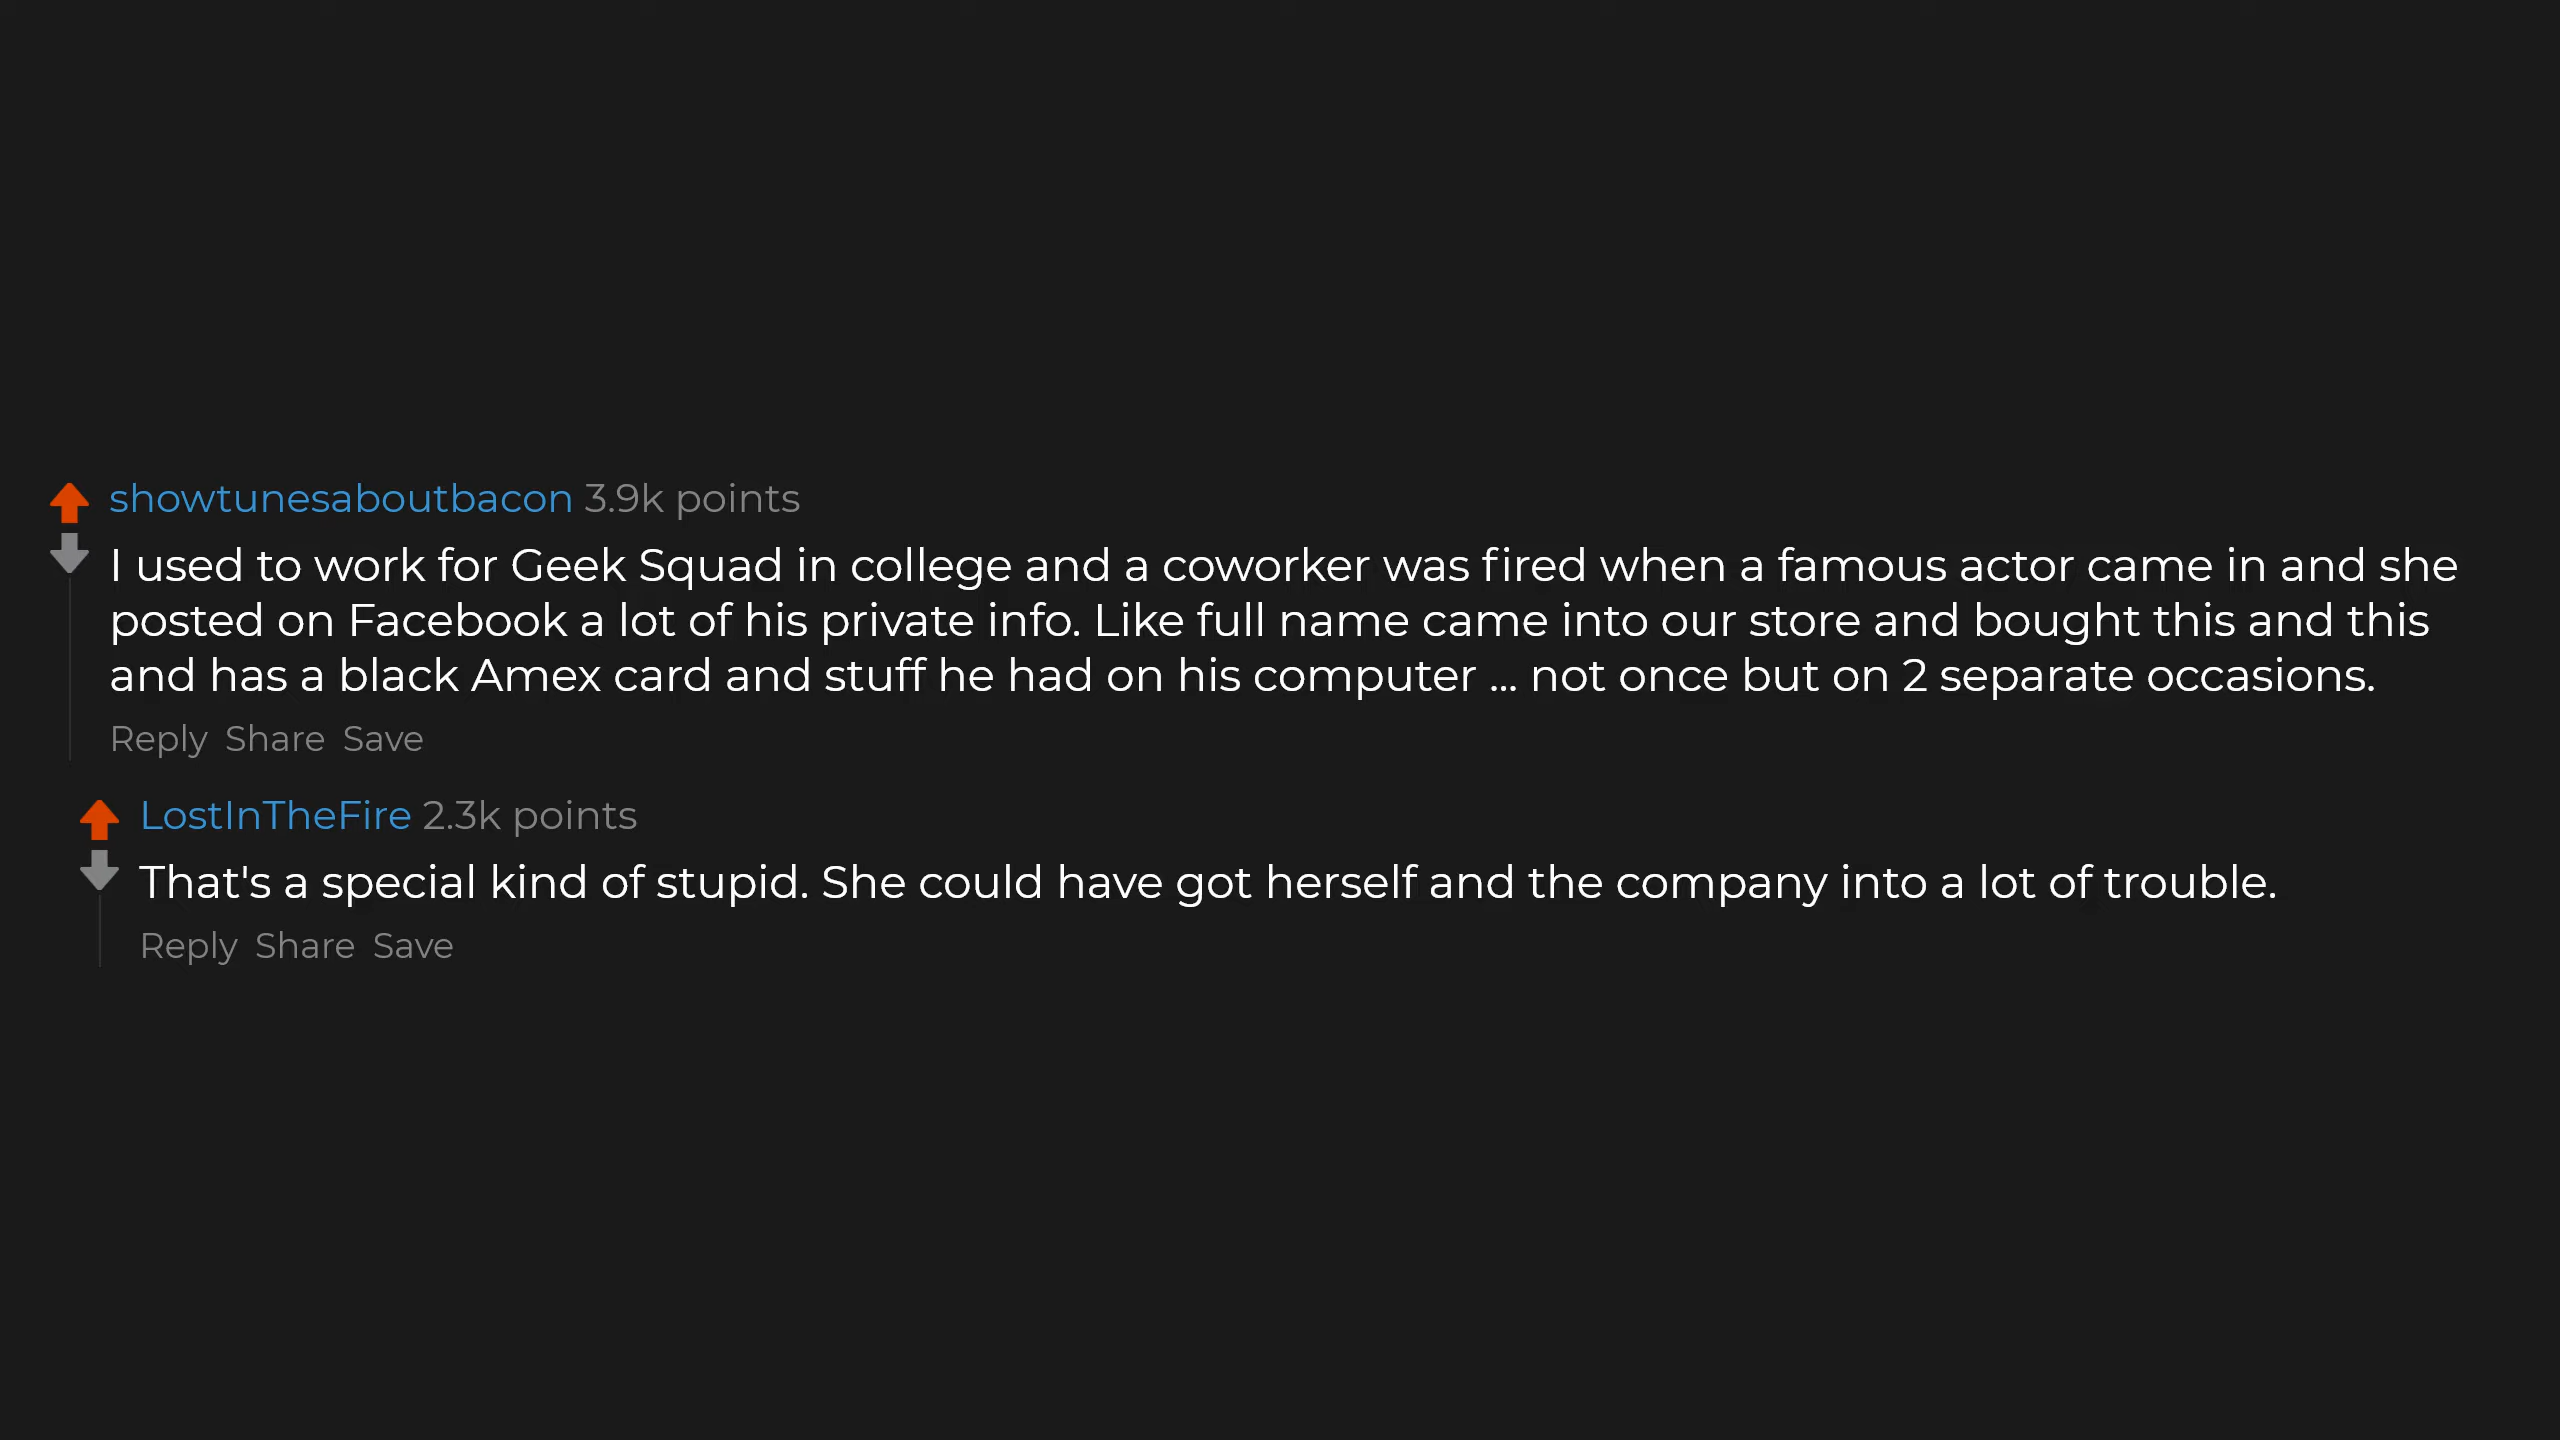 showtunesaboutbacon 3.9k points
I used to work for Geek Squad in college and a coworker was fired when a famous actor came in and she
posted on Facebook a lot of his private info. Like full name came into our store and bought this and this
and has a black Amex card and stuff he had on his computer ... not once but on 2 separate occasions.
Reply Share Save
LostInTheFire 2.3k points
That's a special kind of stupid. She could have got herself and the company into a lot of trouble.
Reply Share Save